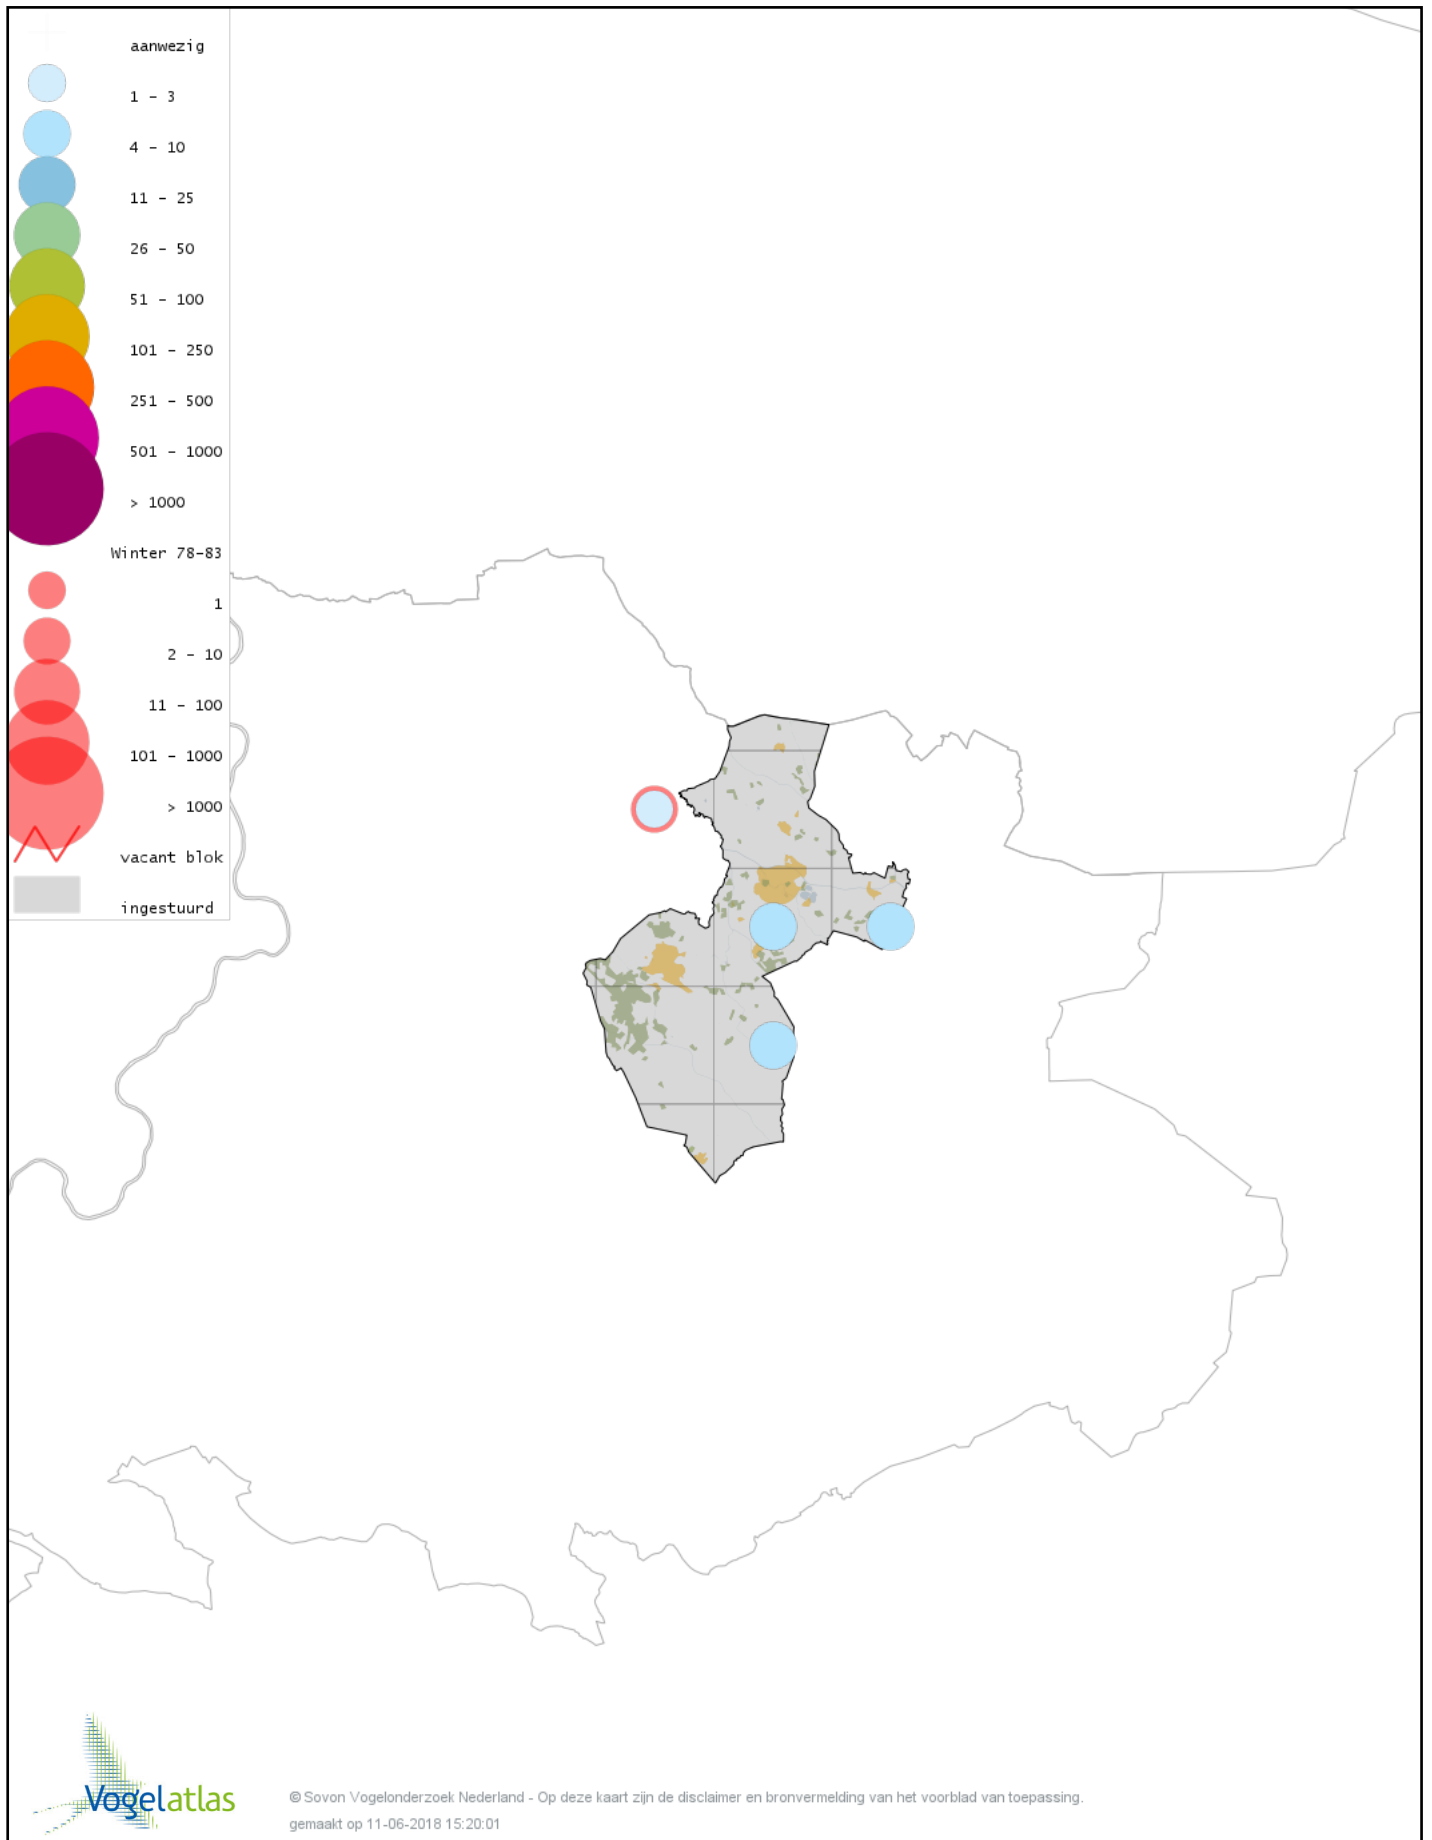 aanwezig
1 - 3
4 - 10
11 - 25
26 - 50
51 - 100
101 - 250
251 - 500
501 - 1000
> 1000
Winter 78-83
1
2 - 10
11 - 100
101 - 1000
> 1000
vacant blok
ingestuurd
Vogelatlas
© Sovon Vogelonderzoek Nederland - Op deze kaart zijn de disclaimer en bronvermelding van het voorblad van toepassing.
gemaakt op 11-06-2018 15:20:01